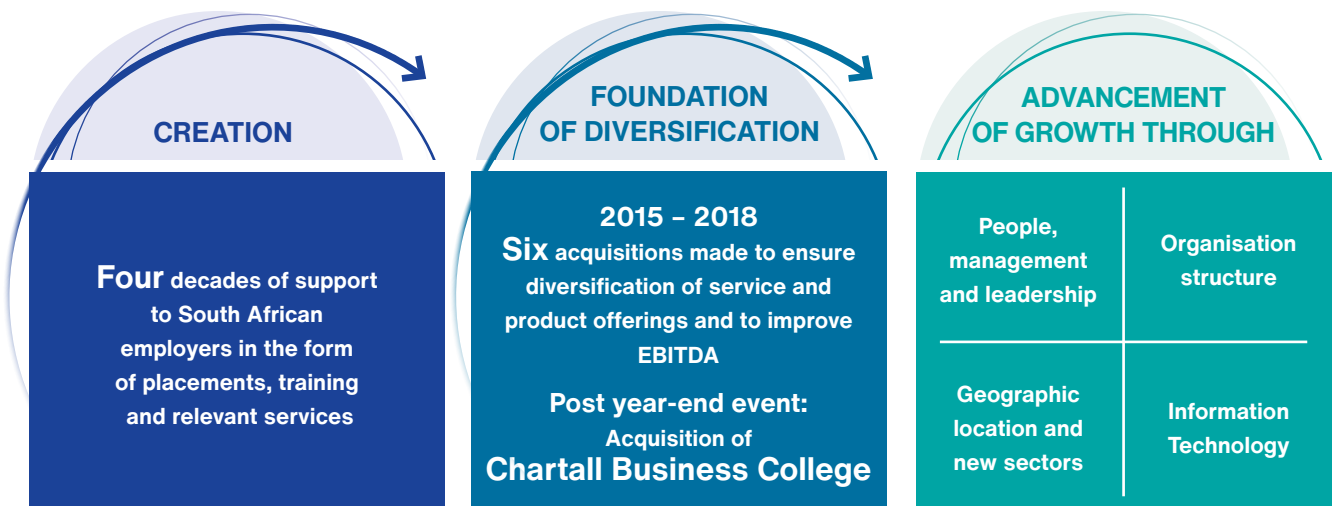 CREATION
Four decades of support
to South African
employers in the form
of placements, training
and relevant services
FOUNDATION
OF DIVERSIFICATION
2015 – 2018
Six acquisitions made to ensure
diversification of service and
product offerings and to improve
EBITDA
Post year-end event:
Acquisition of
Chartall Business College
ADVANCEMENT
OF GROWTH THROUGH
People,
management
and leadership
Organisation
structure
Geographic
location and
new sectors
Information
Technology